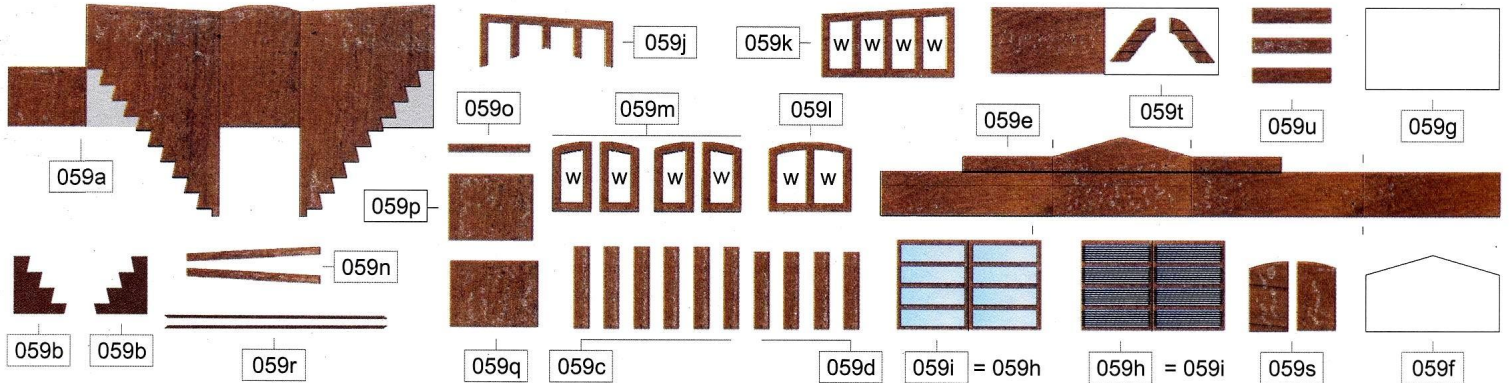 059j
059k
w w w w
059o
059m
059l
059t
059u
059g
059e
059a
w w w w
w w
059p
059n
059b
059b
059r
059q
059c
059d
059i = 059h
059h = 059i
059s
059f